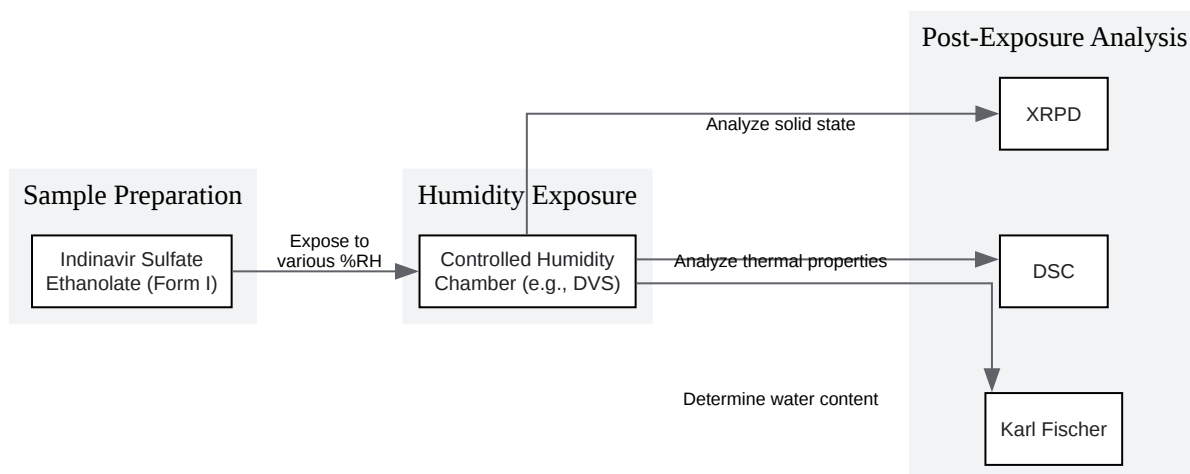 Post-Exposure Analysis
XRPD
Analyze solid state
Sample Preparation
Humidity Exposure
Indinavir Sulfate
Ethanolate (Form I)
Expose to
various %RH
Controlled Humidity
Chamber (e.g., DVS)
Analyze thermal properties
DSC
Determine water content
Karl Fischer